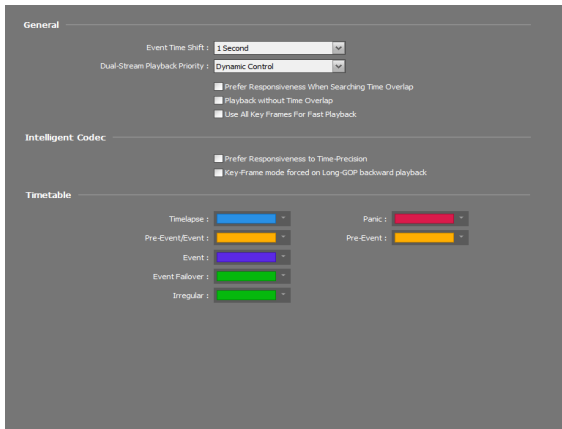 General
Event Time Shift : 1 Second
Dual-Stream Playback Priority : Dynamic Control
Prefer Responsiveness When Searching Time Overlap
Playback without Time Overlap
Use All Key Frames For Fast Playback
Intelligent Codec
Prefer Responsiveness to Time-Precision
Key-Frame mode forced on Long-GOP backward playback
Timetable
Timelapse : Panic :
Pre-Event/Event : Pre-Event :
Event :
Event Failover :
Irregular :